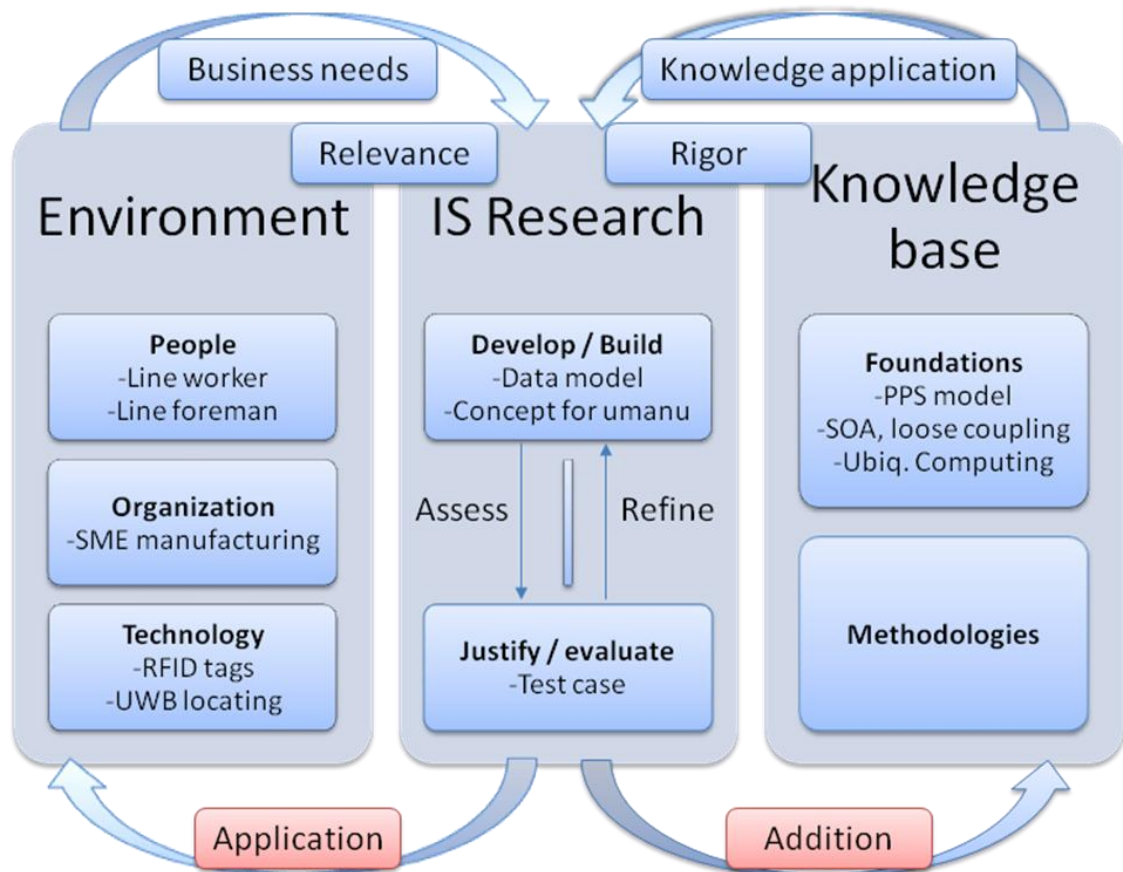 Business needs
Knowledge application
Relevance
Rigor
Environment
People
-Line worker
-Line foreman
Organization
-SME manufacturing
Technology
-RFID tags
-UWB locating
IS Research
Develop / Build
-Data model
-Concept for umanu
Assess
Refine
Justify / evaluate
-Test case
Knowledge
base
Foundations
-PPS model
-SOA, loose coupling
-Ubiq. Computing
Methodologies
Application
Addition